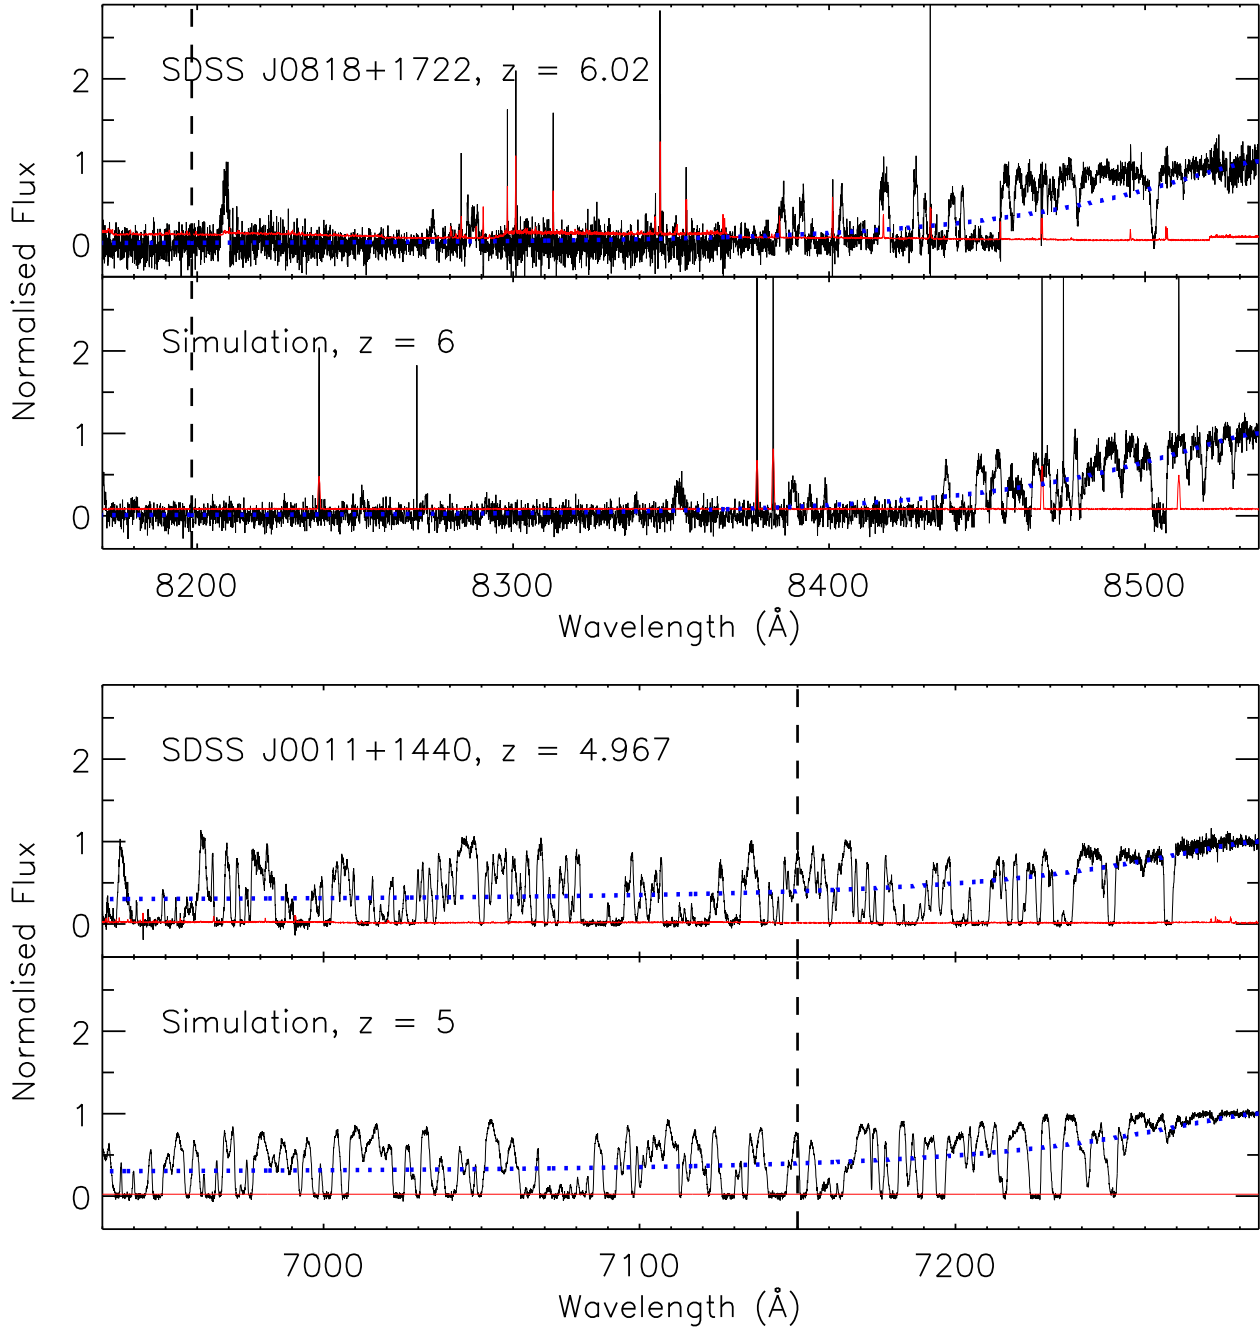 SDSS J0818+1722, z = 6.02
2
1
0
Normalised Flux
Simulation, z = 6
2
1
0
8200 8300 8400 8500
Wavelength (Å)
SDSS J0011+1440, z = 4.967
2
1
0
Normalised Flux
Simulation, z = 5
2
1
0
7000 7100 7200
Wavelength (Å)